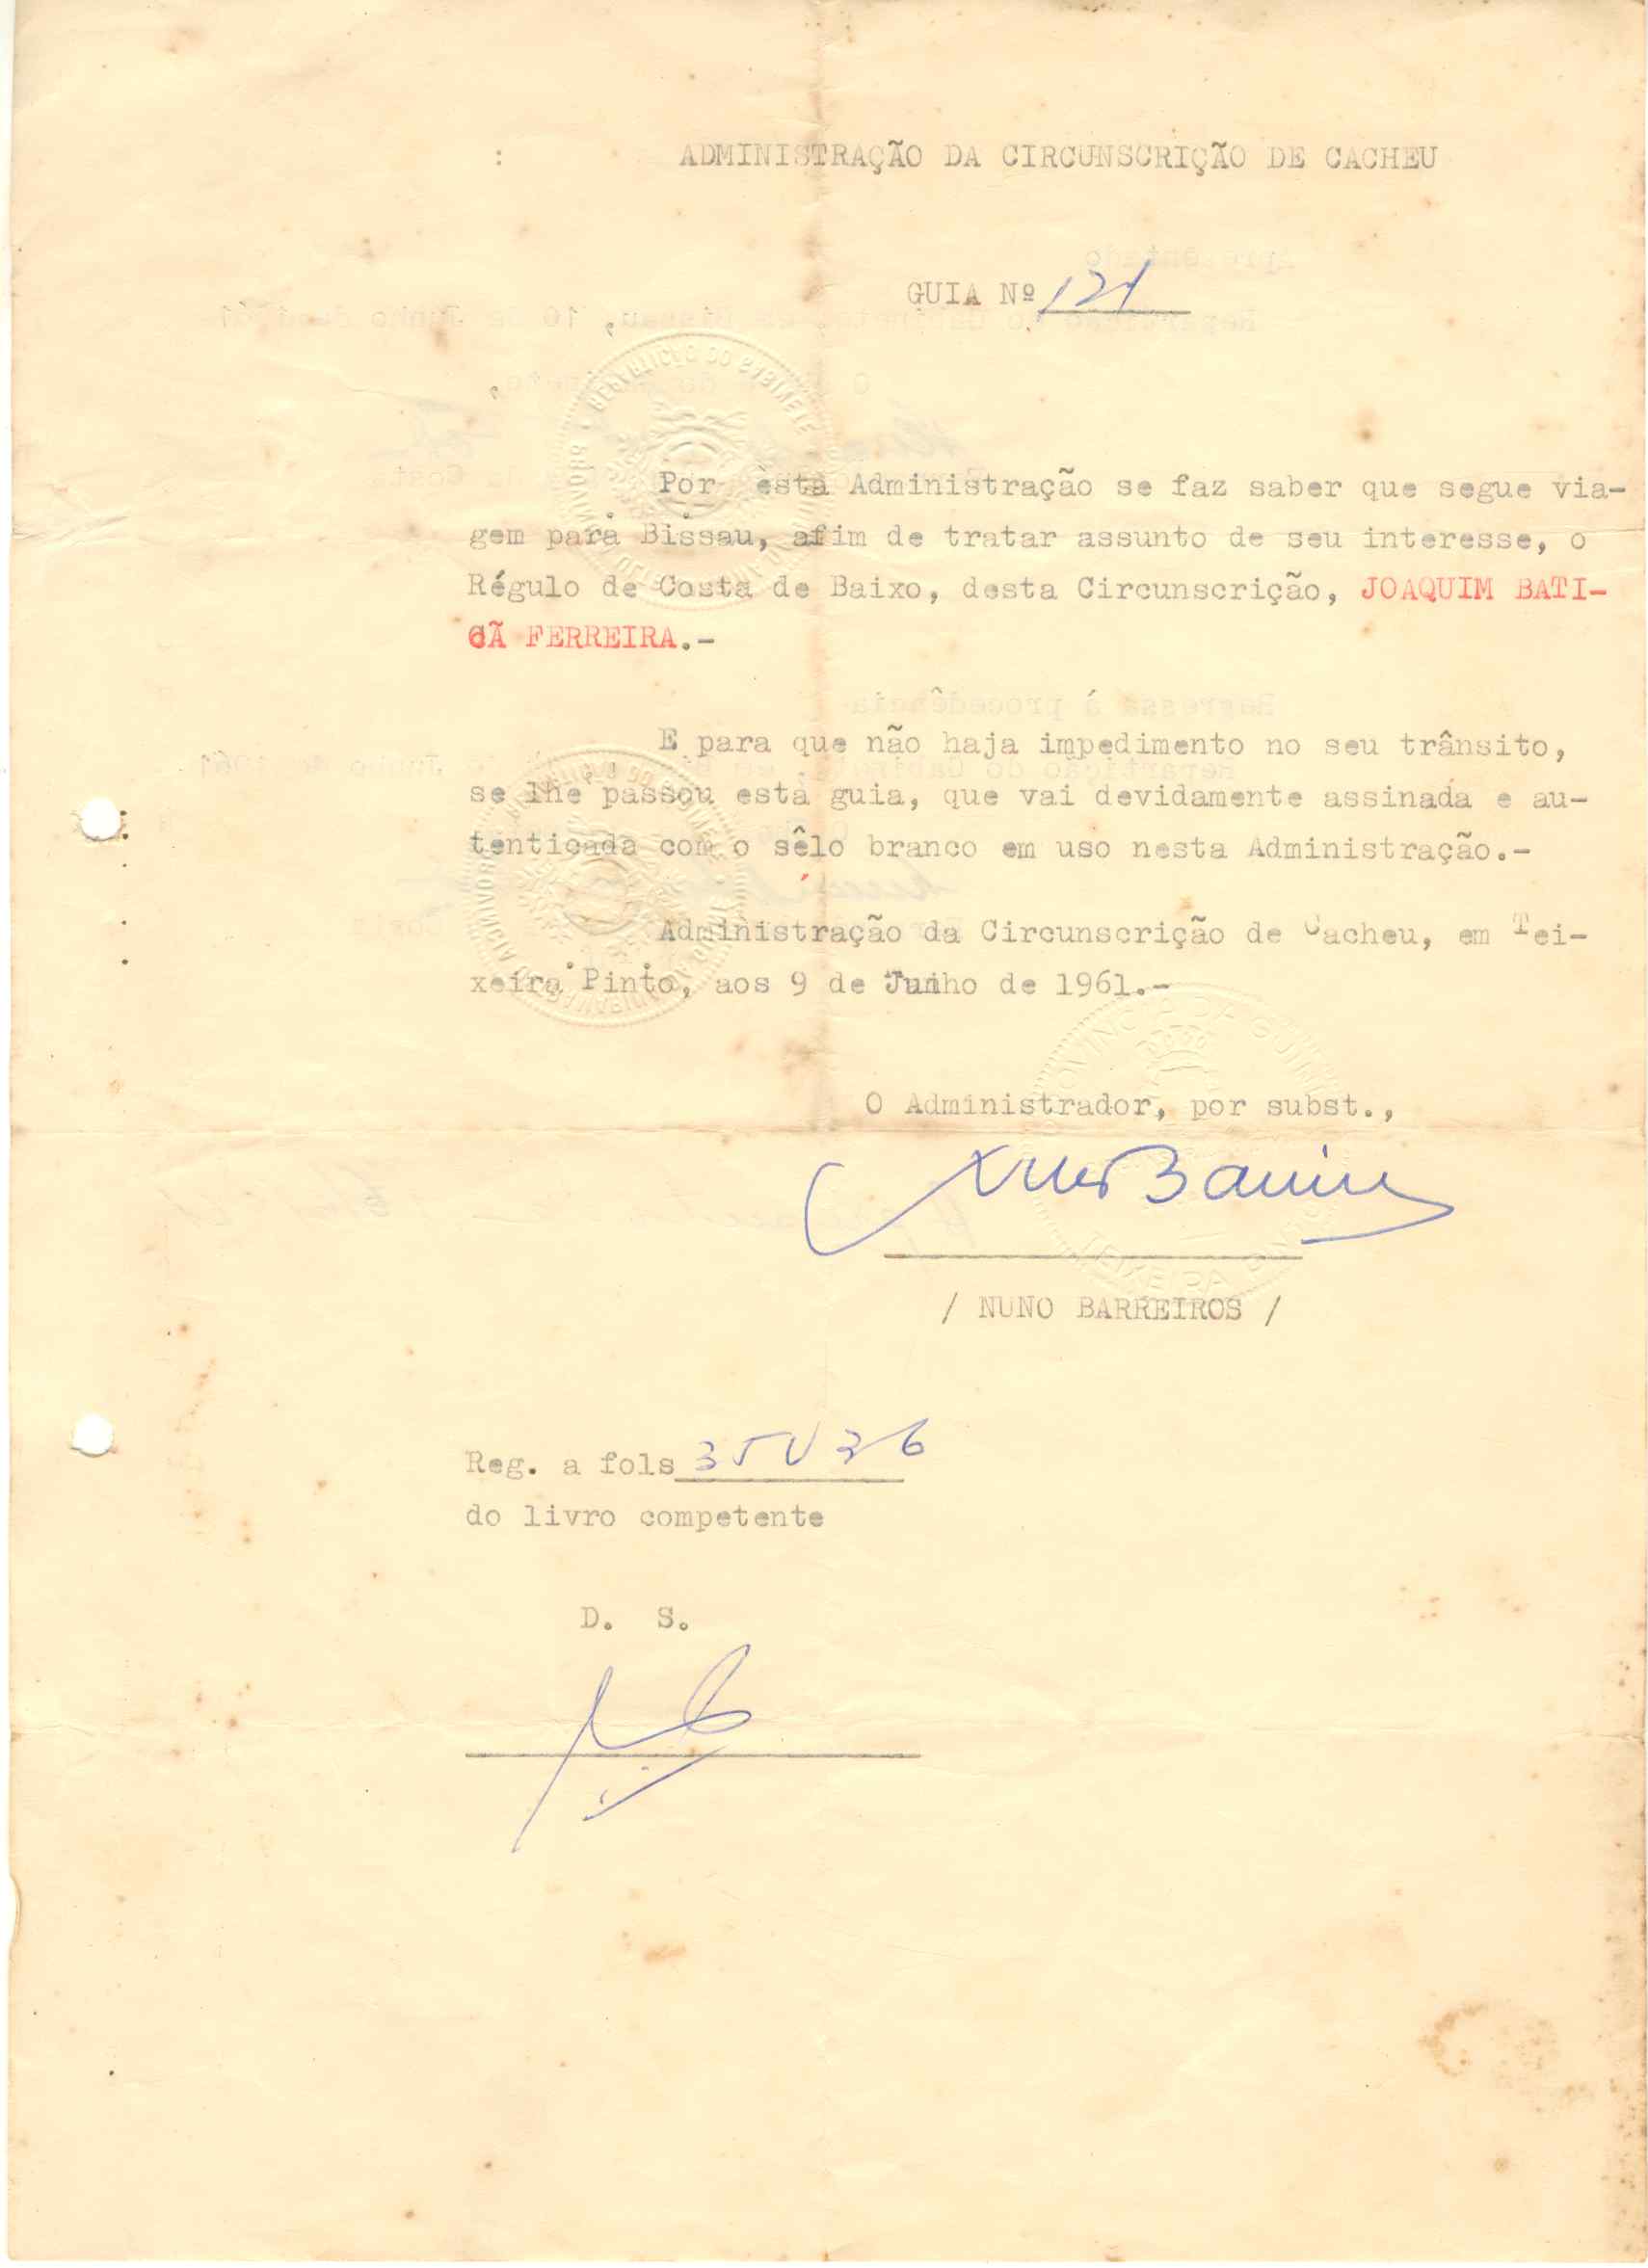 ADMINISTRAÇÃO DA CIRCUNSCRIÇÃO DE CACHEU
GUIA Nº 121
Por èsta Administração se faz saber que segue via-
gem para Bissau, afim de tratar assunto de seu interesse, o
Régulo de Costa de Baixo, desta Circunscrição, JOAQUIM BATI-
CÃ FERREIRA.-
E para que não haja impedimento no seu trânsito,
se lhe passou està guia, que vai devidamente assinada e au-
tenticada com o sêlo branco em uso nesta Administração.-
Administração da Circunscrição de Cacheu, em Tei-
xeira Pinto, aos 9 de Junho de 1961.-
O Administrador, por subst.,
/ NUNO BARREIROS /
Reg. a fols 35V36
do livro competente
D. S.